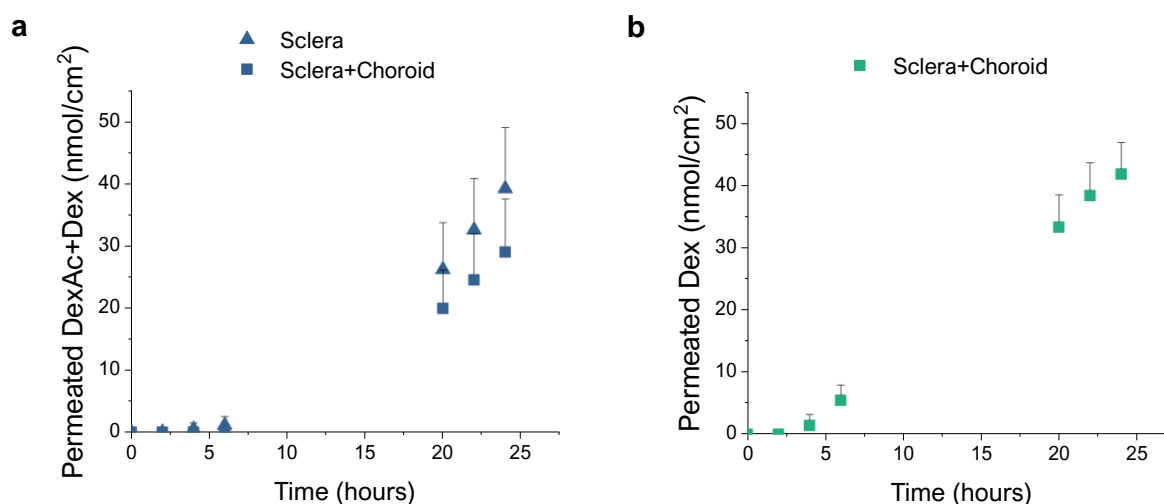 a
Sclera
Sclera+Choroid
Permeated DexAc+Dex (nmol/cm²)
50
40
30
20
10
0
0 5 10 15 20 25
Time (hours)
b
Sclera+Choroid
Permeated Dex (nmol/cm²)
50
40
30
20
10
0
0 5 10 15 20 25
Time (hours)